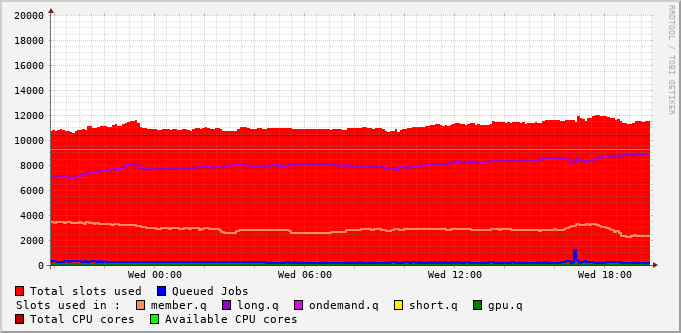 20000
18000
16000
14000
12000
10000
8000
6000
4000
2000
0
Wed 00:00 Wed 06:00 Wed 12:00 Wed 18:00
RRDTOOL / TOBI OETIKER
Total slots used Queued Jobs
Slots used in : member.q long.q ondemand.q short.q gpu.q
Total CPU cores Available CPU cores